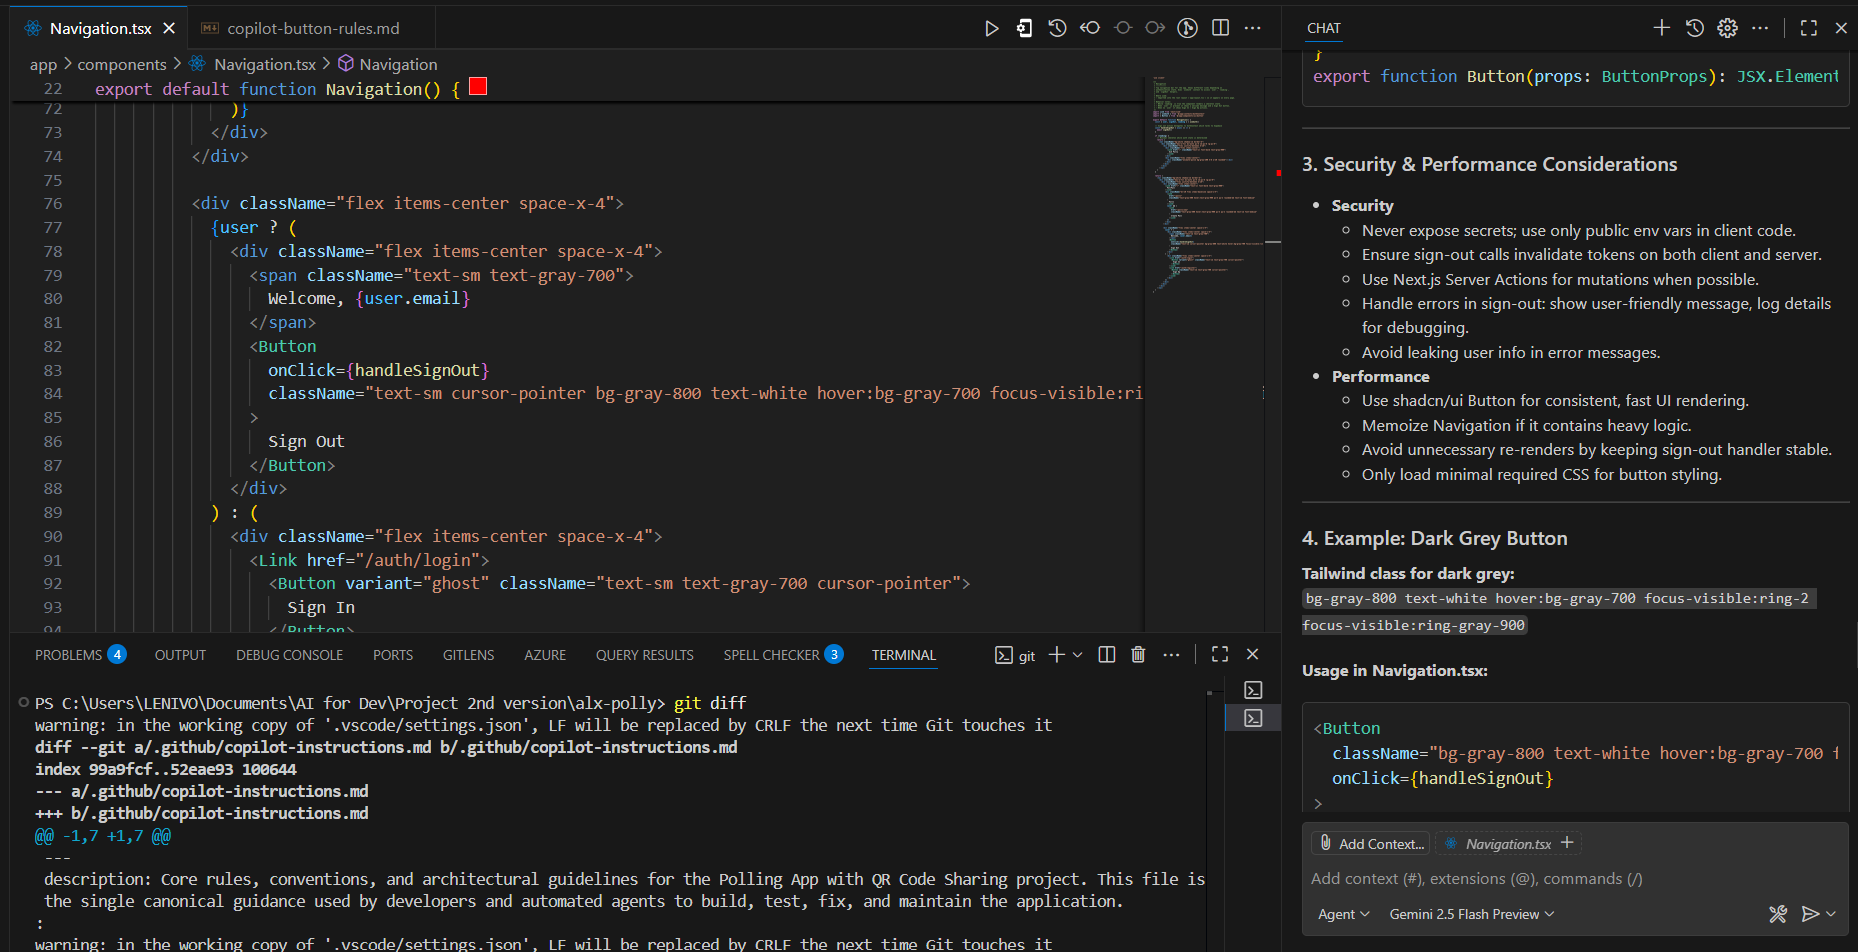 Navigation.tsx
copilot-button-rules.md
app > components > Navigation.tsx > Navigation
22 export default function Navigation() {
72 )}
73 </div>
74 </div>
75
76 <div className="flex items-center space-x-4">
77 {user ? (
78 <div className="flex items-center space-x-4">
79 <span className="text-sm text-gray-700">
80 Welcome, {user.email}
81 </span>
82 <Button
83 onClick={handleSignOut}
84 className="text-sm cursor-pointer bg-gray-800 text-white hover:bg-gray-700 focus-visible:ri
85 >
86 Sign Out
87 </Button>
88 </div>
89 ) : (
90 <div className="flex items-center space-x-4">
91 <Link href="/auth/login">
92 <Button variant="ghost" className="text-sm text-gray-700 cursor-pointer">
93 Sign In
94 </Button>
PROBLEMS 4 OUTPUT DEBUG CONSOLE PORTS GITLENS AZURE QUERY RESULTS SPELL CHECKER 3 TERMINAL
git
PS C:\Users\LENIVO\Documents\AI for Dev\Project 2nd version\alx-polly> git diff
warning: in the working copy of '.vscode/settings.json', LF will be replaced by CRLF the next time Git touches it
diff --git a/.github/copilot-instructions.md b/.github/copilot-instructions.md
index 99a9fcf..52eae93 100644
--- a/.github/copilot-instructions.md
+++ b/.github/copilot-instructions.md
@@ -1,7 +1,7 @@
---
description: Core rules, conventions, and architectural guidelines for the Polling App with QR Code Sharing project. This file is
the single canonical guidance used by developers and automated agents to build, test, fix, and maintain the application.
:
warning: in the working copy of '.vscode/settings.json', LF will be replaced by CRLF the next time Git touches it
CHAT
}
export function Button(props: ButtonProps): JSX.Element
3. Security & Performance Considerations
• Security
◦ Never expose secrets; use only public env vars in client code.
◦ Ensure sign-out calls invalidate tokens on both client and server.
◦ Use Next.js Server Actions for mutations when possible.
◦ Handle errors in sign-out: show user-friendly message, log details
for debugging.
◦ Avoid leaking user info in error messages.
• Performance
◦ Use shadcn/ui Button for consistent, fast UI rendering.
◦ Memoize Navigation if it contains heavy logic.
◦ Avoid unnecessary re-renders by keeping sign-out handler stable.
◦ Only load minimal required CSS for button styling.
4. Example: Dark Grey Button
Tailwind class for dark grey:
bg-gray-800 text-white hover:bg-gray-700 focus-visible:ring-2
focus-visible:ring-gray-900
Usage in Navigation.tsx:
<Button
className="bg-gray-800 text-white hover:bg-gray-700 f
onClick={handleSignOut}
>
Add Context...
Navigation.tsx
Add context (#), extensions (@), commands (/)
Agent
Gemini 2.5 Flash Preview